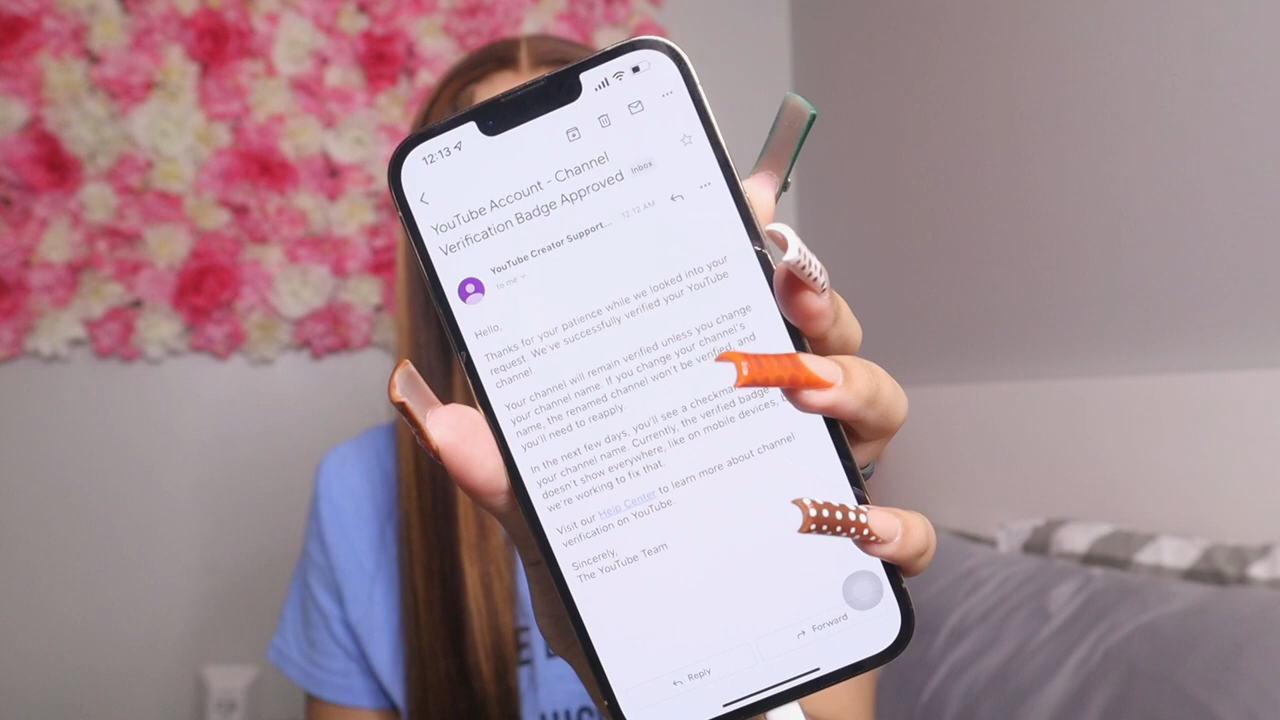 12:13
YouTube Account - Channel
Verification Badge Approved Inbox
YouTube Creator Support... 12:12 AM
to me
Hello,
Thanks for your patience while we looked into your
request. We've successfully verified your YouTube
channel
Your channel will remain verified unless you change
your channel name. If you change your channel's
name, the renamed channel won't be verified, and
you'll need to reapply.
In the next few days, you'll see a checkmar
your channel name. Currently, the verified badge
doesn't show everywhere, like on mobile devices,
we're working to fix that.
Visit our Help Center to learn more about channel
verification on YouTube.
Sincerely,
The YouTube Team
Reply
Forward